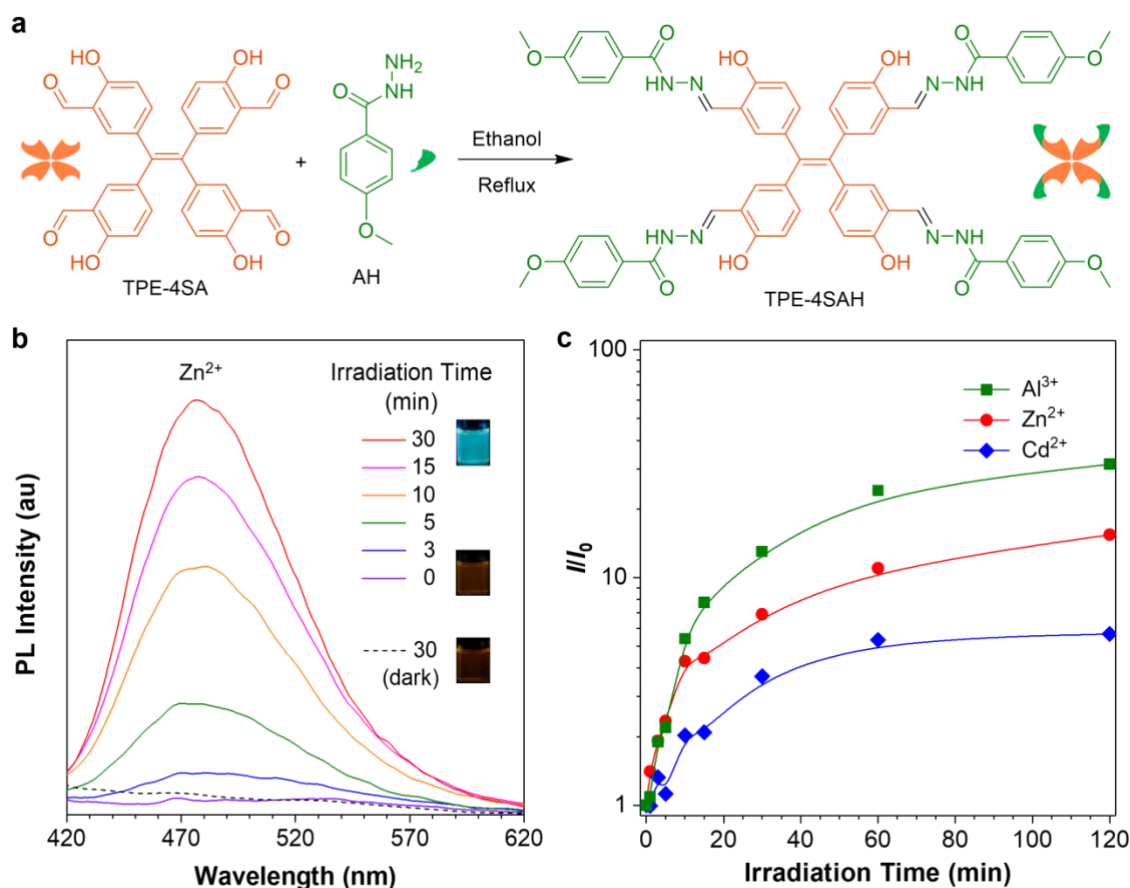 a
OH
HO
O
O
O
O
OH
HO
TPE-4SA
+
NH₂
NH
O
O
AH
Ethanol
Reflux
O
O
NH-N
OH
HO
N-NH
O
O
O
O
NH-N
OH
HO
N-NH
O
O
TPE-4SAH
b
PL Intensity (au)
Zn²⁺
Irradiation Time
(min)
30
15
10
5
3
0
30
(dark)
420
470
520
570
620
Wavelength (nm)
c
I/I₀
100
10
1
Al³⁺
Zn²⁺
Cd²⁺
0
20
40
60
80
100
120
Irradiation Time (min)